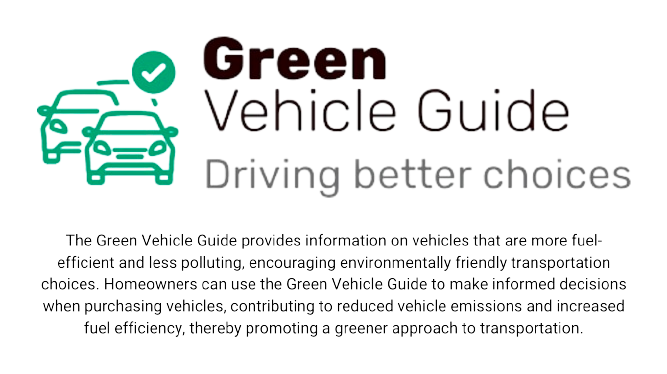 Green
Vehicle Guide
Driving better choices
The Green Vehicle Guide provides information on vehicles that are more fuel-
efficient and less polluting, encouraging environmentally friendly transportation
choices. Homeowners can use the Green Vehicle Guide to make informed decisions
when purchasing vehicles, contributing to reduced vehicle emissions and increased
fuel efficiency, thereby promoting a greener approach to transportation.